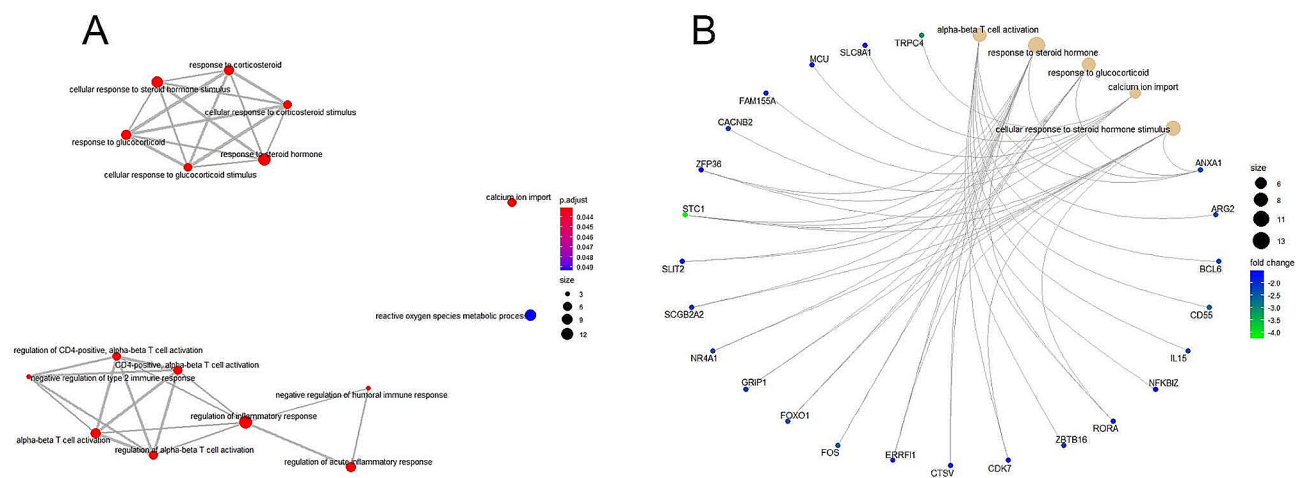 A
response to corticosteroid
cellular response to steroid hormone stimulus
cellular response to corticosteroid stimulus
response to glucocorticoid
response to steroid hormone
cellular response to glucocorticoid stimulus
calcium ion import
reactive oxygen species metabolic process
regulation of CD4-positive, alpha-beta T cell activation
CD4-positive, alpha-beta T cell activation
negative regulation of type 2 immune response
negative regulation of humoral immune response
regulation of inflammatory response
alpha-beta T cell activation
regulation of alpha-beta T cell activation
regulation of acute inflammatory response
p.adjust
0.044
0.045
0.046
0.047
0.048
0.049
size
3
6
9
12
B
alpha-beta T cell activation
response to steroid hormone
response to glucocorticoid
calcium ion import
cellular response to steroid hormone stimulus
TRPC4
SLC8A1
MCU
FAM155A
CACNB2
ZFP36
STC1
SLIT2
SCGB2A2
NR4A1
GRIP1
FOXO1
FOS
ERRFI1
CTSV
CDK7
ZBTB16
RORA
NFKBIZ
IL15
CD55
BCL6
ARG2
ANXA1
size
6
8
11
13
fold change
-2.0
-2.5
-3.0
-3.5
-4.0